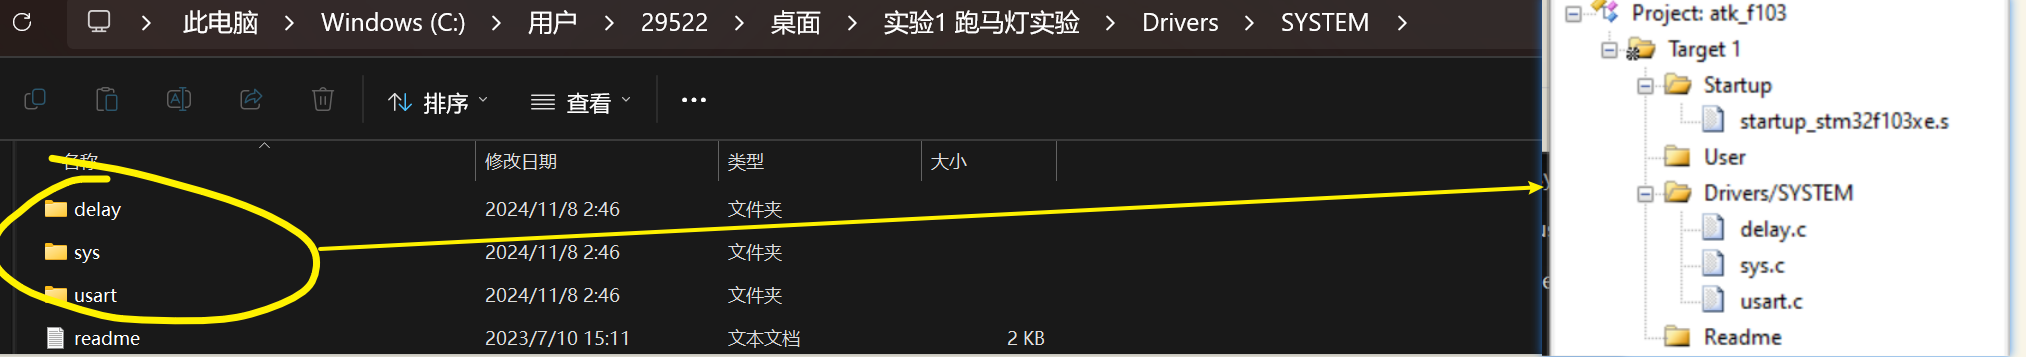 此电脑 > Windows (C:) > 用户 > 29522 > 桌面 > 实验1 跑马灯实验 > Drivers > SYSTEM >
排序 查看 •••
名称 修改日期 类型 大小
delay 2024/11/8 2:46 文件夹
sys 2024/11/8 2:46 文件夹
usart 2024/11/8 2:46 文件夹
readme 2023/7/10 15:11 文本文档 2 KB
Project: atk_f103
Target 1
Startup
startup_stm32f103xe.s
User
Drivers/SYSTEM
delay.c
sys.c
usart.c
Readme